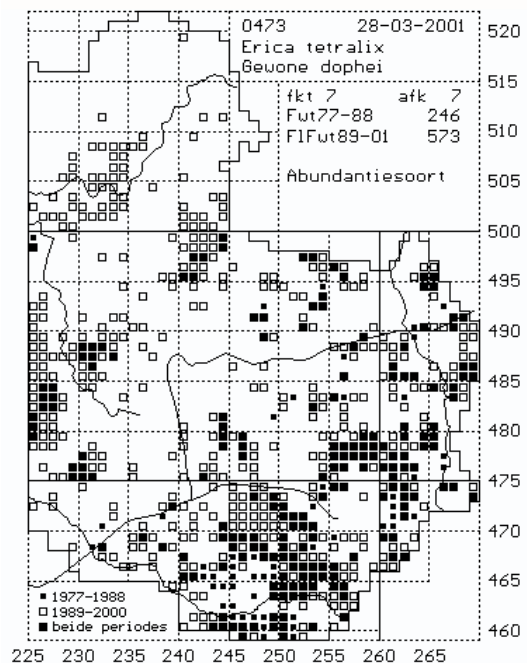 0473 28-03-2001
Erica tetralix
Gewone dophei
fkt 7 afk 7
Fwt77-88 246
FlFwt89-01 573
Abundantiesoort
520
515
510
505
500
495
490
485
480
475
470
465
460
▪ 1977-1988
□ 1989-2000
■ beide periodes
225 230 235 240 245 250 255 260 265